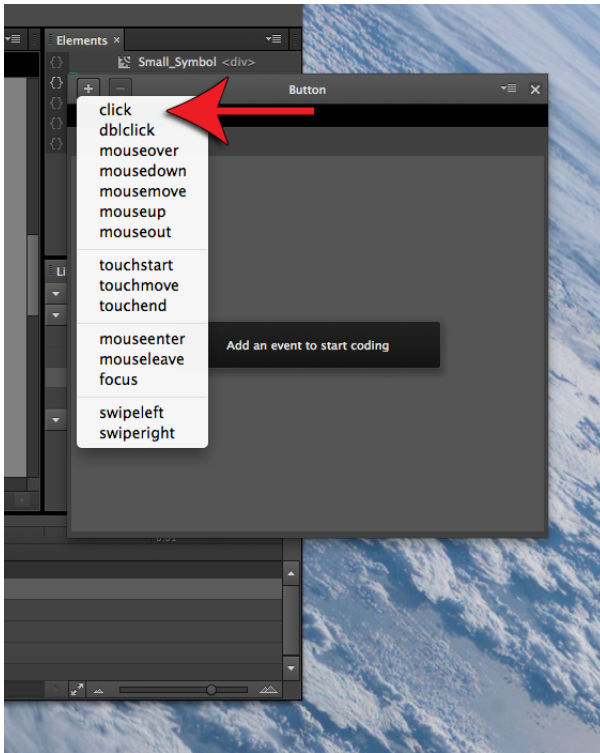 Elements
Small_Symbol <div>
Button
click
dblclick
mouseover
mousedown
mousemove
mouseup
mouseout
touchstart
touchmove
touchend
mouseenter
mouseleave
focus
swipeleft
swiperight
Add an event to start coding
Li